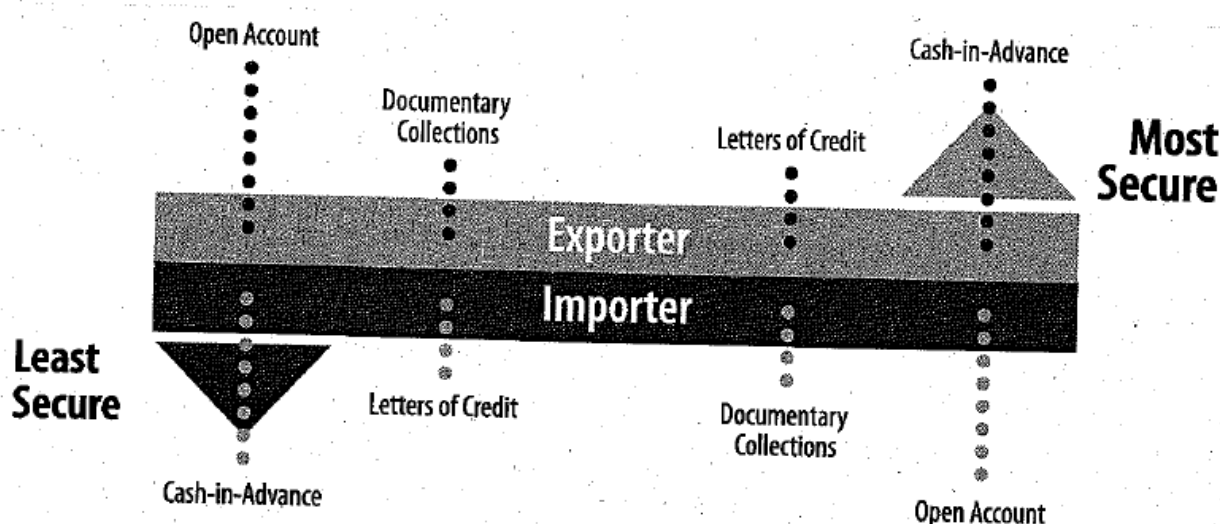 Open Account
Cash-in-Advance
Documentary
Collections
Letters of Credit
Most
Secure
Exporter
Importer
Least
Secure
Letters of Credit
Documentary
Collections
Cash-in-Advance
Open Account